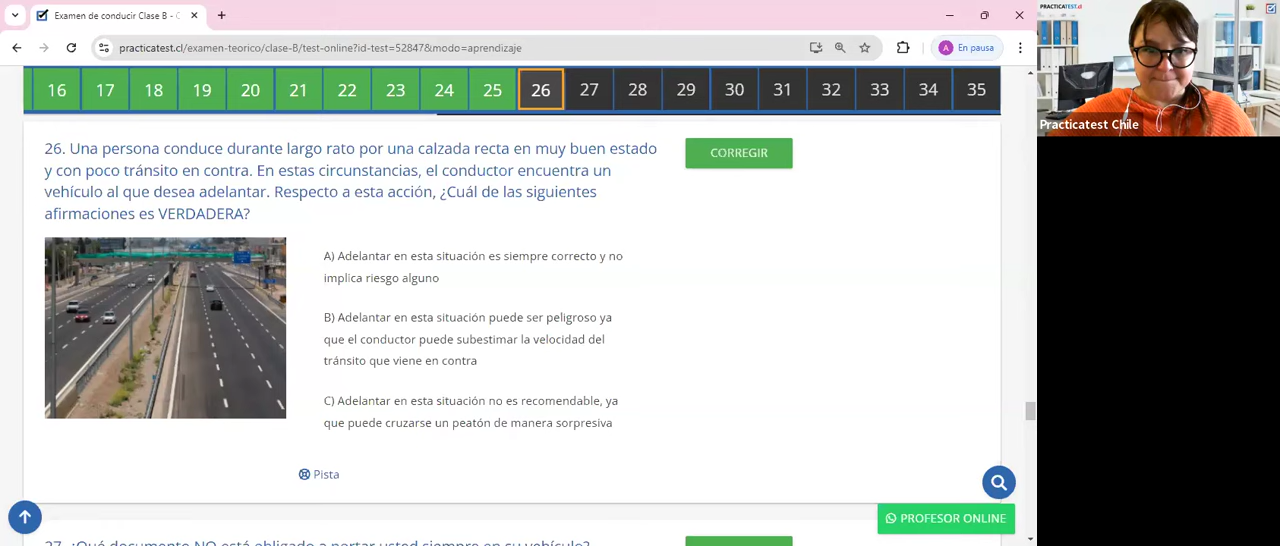 Examen de conducir Clase B - C
practicatest.cl/examen-teorico/clase-B/test-online?id-test=52847&modo=aprendizaje
A En pausa
PRACTICATEST.cl
Practicatest Chile
16 17 18 19 20 21 22 23 24 25 26 27 28 29 30 31 32 33 34 35
26. Una persona conduce durante largo rato por una calzada recta en muy buen estado
y con poco tránsito en contra. En estas circunstancias, el conductor encuentra un
vehículo al que desea adelantar. Respecto a esta acción, ¿Cuál de las siguientes
afirmaciones es VERDADERA?
CORREGIR
A) Adelantar en esta situación es siempre correcto y no
implica riesgo alguno
B) Adelantar en esta situación puede ser peligroso ya
que el conductor puede subestimar la velocidad del
tránsito que viene en contra
C) Adelantar en esta situación no es recomendable, ya
que puede cruzarse un peatón de manera sorpresiva
Pista
PROFESOR ONLINE
27. ¿Qué documento NO está obligado a portar usted siempre en su vehículo?